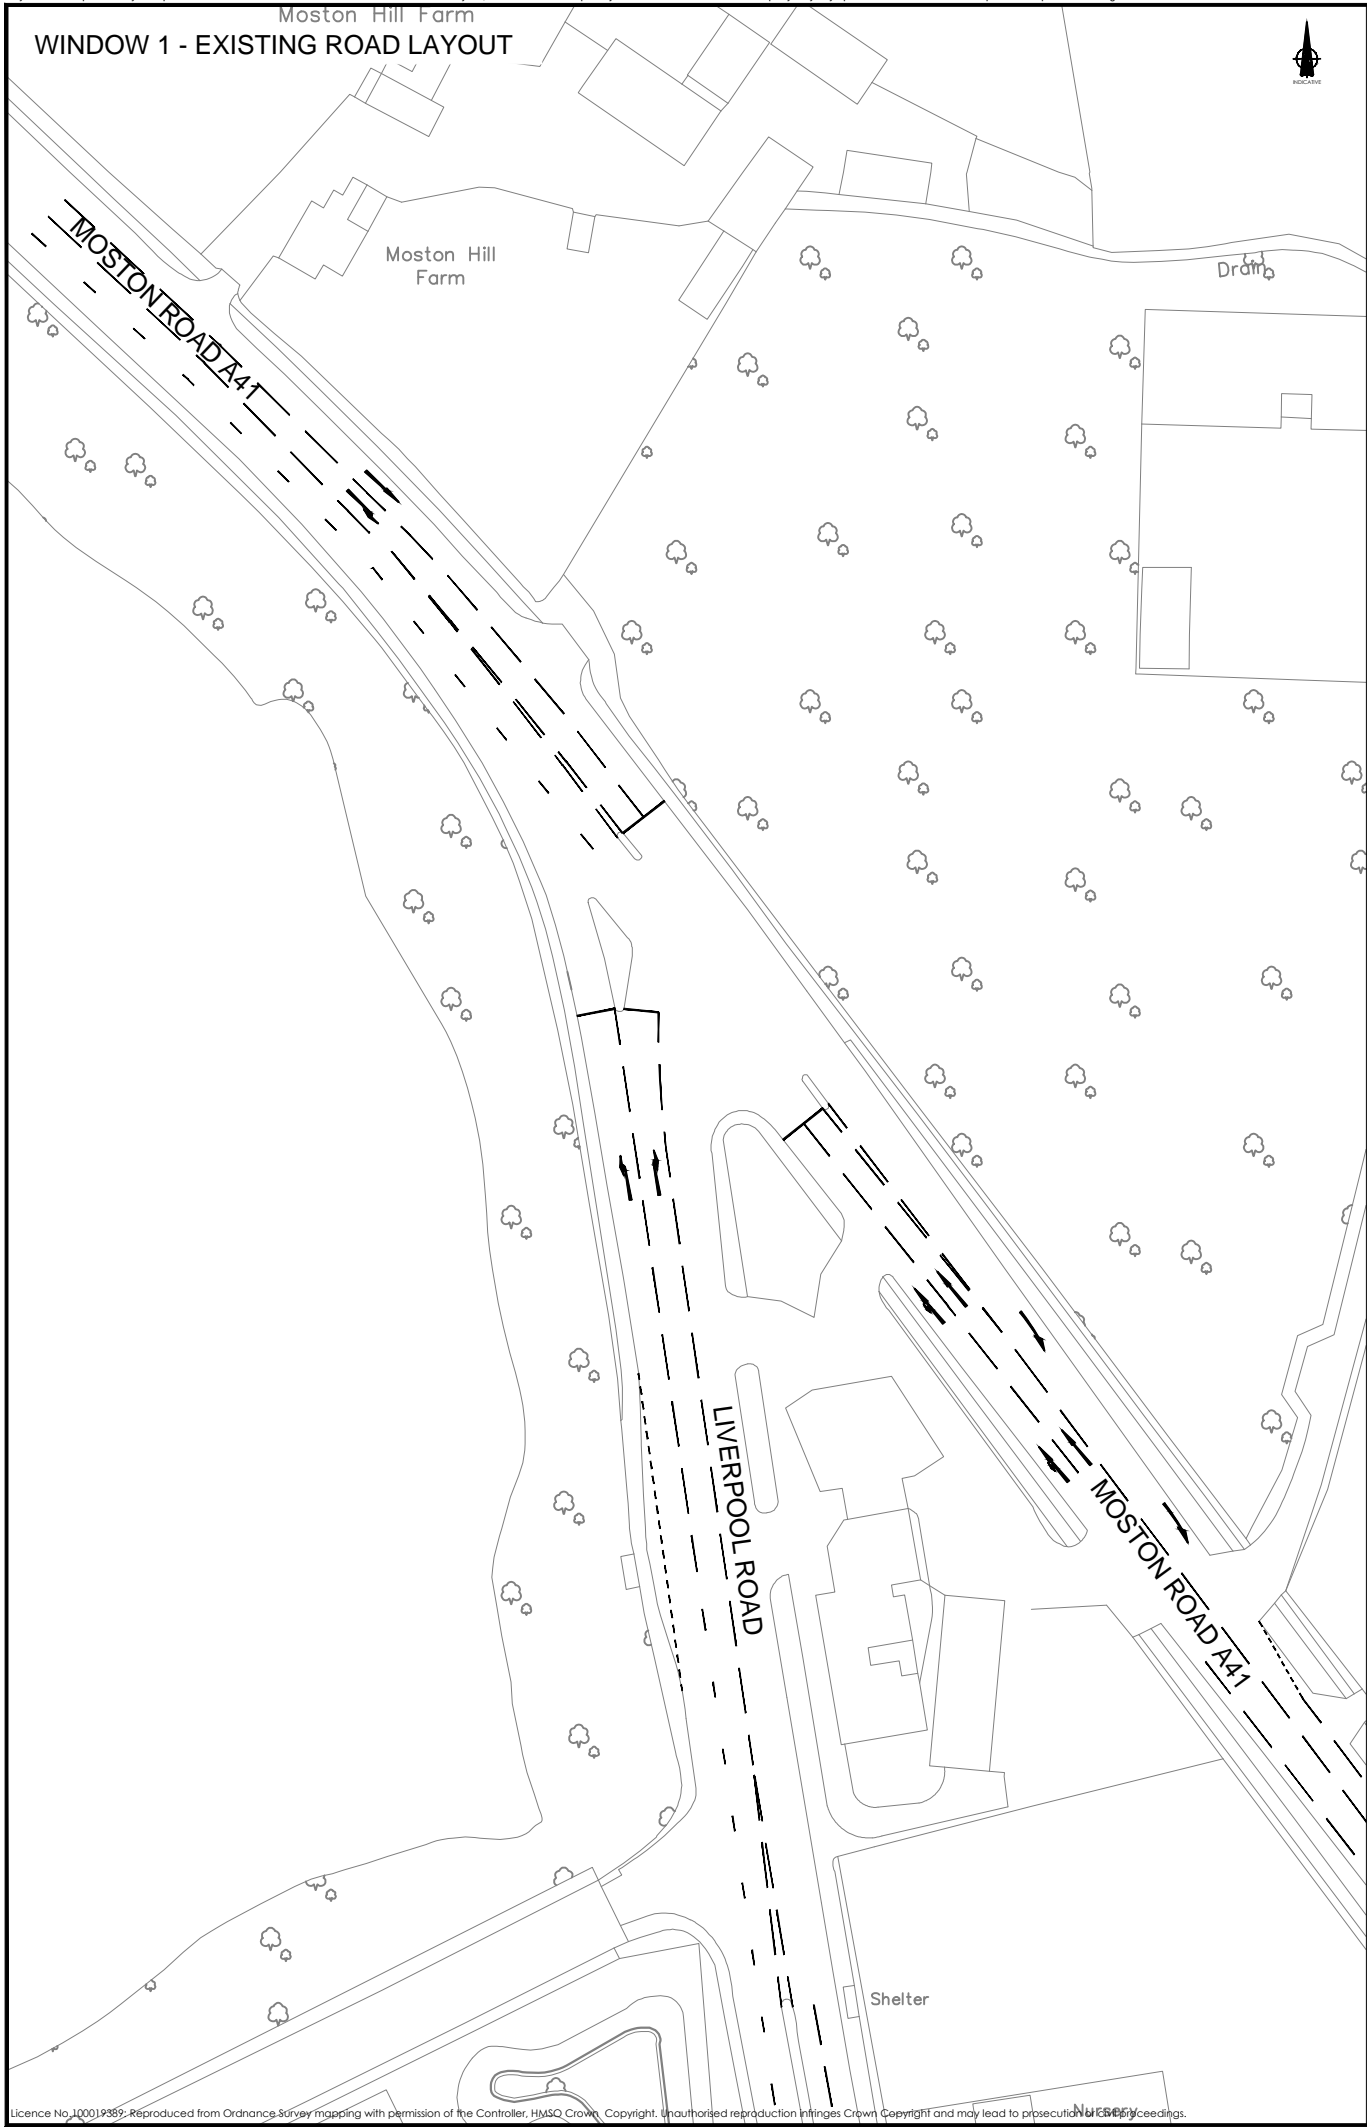 Moston Hill Farm
WINDOW 1 - EXISTING ROAD LAYOUT
INDICATIVE
MOSTON ROAD A41
Moston Hill
Farm
Drain
LIVERPOOL ROAD
MOSTON ROAD A41
Shelter
Nursery
Licence No.100019389: Reproduced from Ordnance Survey mapping with permission of the Controller, HMSO Crown Copyright. Unauthorised reproduction infringes Crown Copyright and may lead to prosecution or civil proceedings.